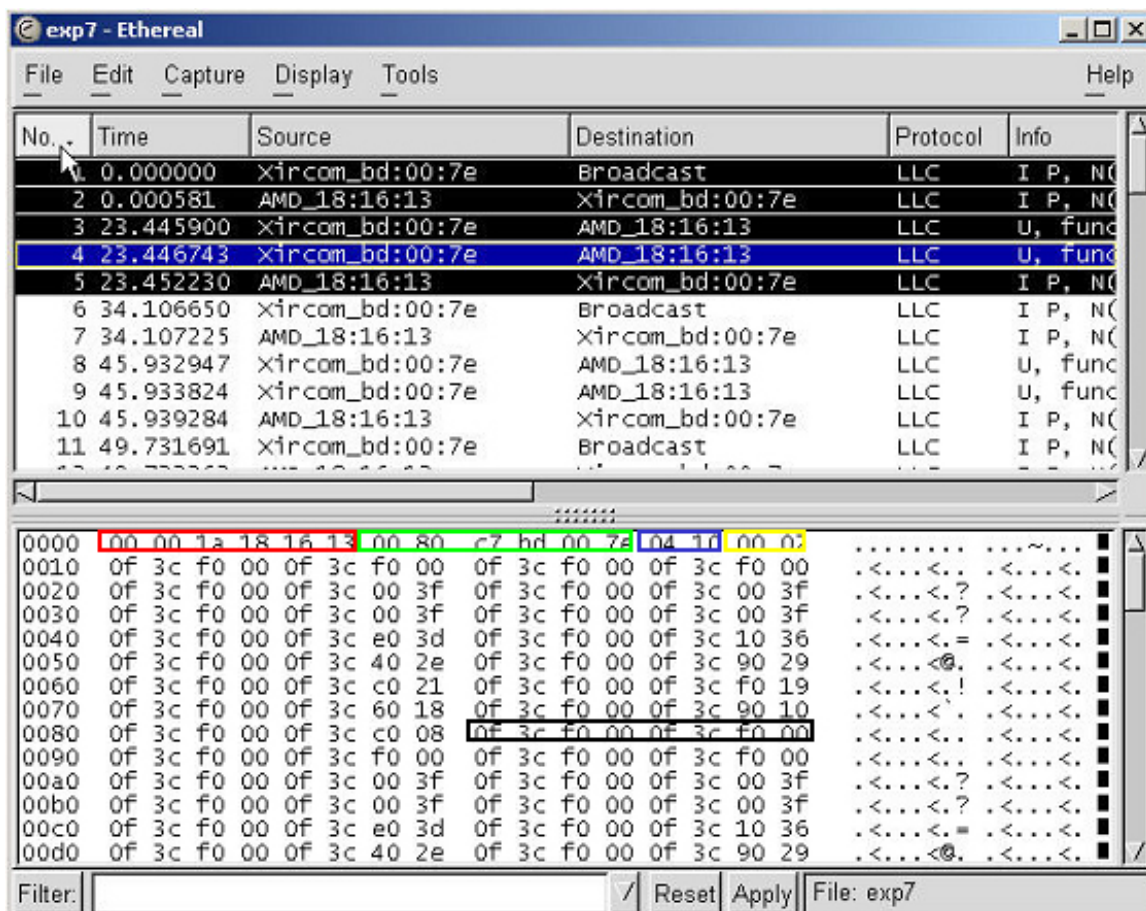 exp7 - Ethereal
File Edit Capture Display Tools Help
No. Time Source Destination Protocol Info
1 0.000000 Xircom_bd:00:7e Broadcast LLC I P, N(
2 0.000581 AMD_18:16:13 Xircom_bd:00:7e LLC I P, N(
3 23.445900 Xircom_bd:00:7e AMD_18:16:13 LLC U, func
4 23.446743 Xircom_bd:00:7e AMD_18:16:13 LLC U, func
5 23.452230 AMD_18:16:13 Xircom_bd:00:7e LLC I P, N(
6 34.106650 Xircom_bd:00:7e Broadcast LLC I P, N(
7 34.107225 AMD_18:16:13 Xircom_bd:00:7e LLC I P, N(
8 45.932947 Xircom_bd:00:7e AMD_18:16:13 LLC U, func
9 45.933824 Xircom_bd:00:7e AMD_18:16:13 LLC U, func
10 45.939284 AMD_18:16:13 Xircom_bd:00:7e LLC I P, N(
11 49.731691 Xircom_bd:00:7e Broadcast LLC I P, N(
0000 00 00 1a 18 16 13 00 80 c7 bd 00 7e 04 10 00 02 ........ ...~...
0010 0f 3c f0 00 0f 3c f0 00 0f 3c f0 00 0f 3c f0 00 .<...<.. .<...<.
0020 0f 3c f0 00 0f 3c 00 3f 0f 3c f0 00 0f 3c 00 3f .<...<.? .<...<.
0030 0f 3c f0 00 0f 3c 00 3f 0f 3c f0 00 0f 3c 00 3f .<...<.? .<...<.
0040 0f 3c f0 00 0f 3c e0 3d 0f 3c f0 00 0f 3c 10 36 .<...<.= .<...<.
0050 0f 3c f0 00 0f 3c 40 2e 0f 3c f0 00 0f 3c 90 29 .<...<@. .<...<.
0060 0f 3c f0 00 0f 3c c0 21 0f 3c f0 00 0f 3c f0 19 .<...<.! .<...<.
0070 0f 3c f0 00 0f 3c 60 18 0f 3c f0 00 0f 3c 90 10 .<...<`. .<...<.
0080 0f 3c f0 00 0f 3c c0 08 0f 3c f0 00 0f 3c f0 00 .<...<.. .<...<.
0090 0f 3c f0 00 0f 3c f0 00 0f 3c f0 00 0f 3c f0 00 .<...<.. .<...<.
00a0 0f 3c f0 00 0f 3c 00 3f 0f 3c f0 00 0f 3c 00 3f .<...<.? .<...<.
00b0 0f 3c f0 00 0f 3c 00 3f 0f 3c f0 00 0f 3c 00 3f .<...<.? .<...<.
00c0 0f 3c f0 00 0f 3c e0 3d 0f 3c f0 00 0f 3c 10 36 .<...<.= .<...<.
00d0 0f 3c f0 00 0f 3c 40 2e 0f 3c f0 00 0f 3c 90 29 .<...<@. .<...<.
Filter: Reset Apply File: exp7